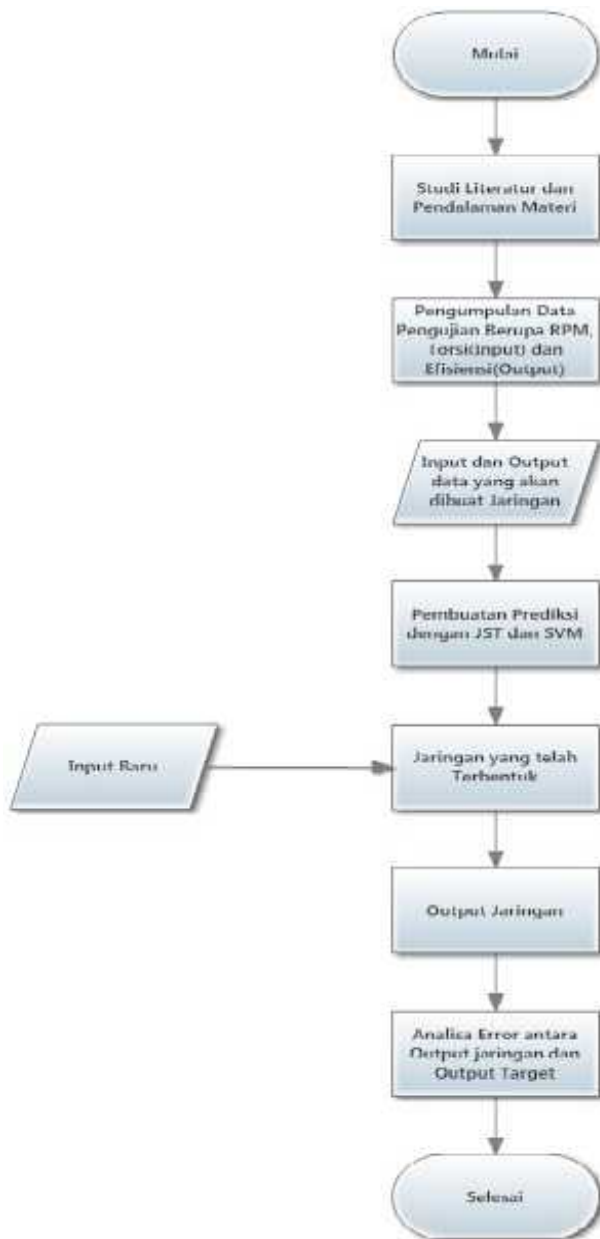 Mulai
Studi Literatur dan
Pendalaman Materi
Pengumpulan Data
Pengujian Berupa RPM,
Torsi(Input) dan
Efisiensi(Output)
Input dan Output
data yang akan
dibuat Jaringan
Pembuatan Prediksi
dengan JST dan SVM
Input Baru
Jaringan yang telah
Terbentuk
Output Jaringan
Analisa Error antara
Output jaringan dan
Output Target
Selesai